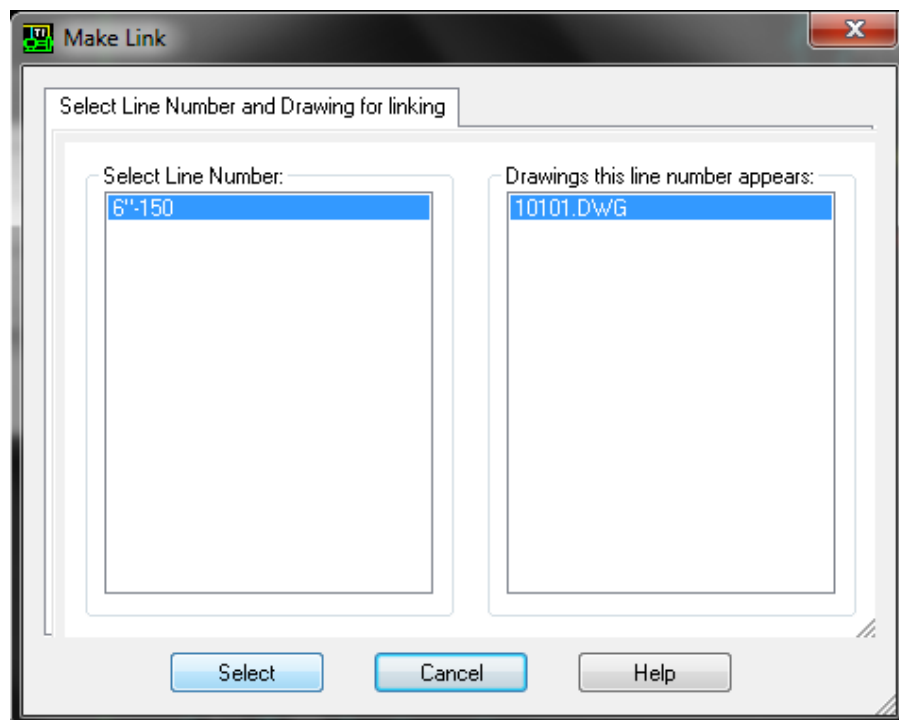 Make Link
Select Line Number and Drawing for linking
Select Line Number:
6"-150
Drawings this line number appears:
10101.DWG
Select
Cancel
Help